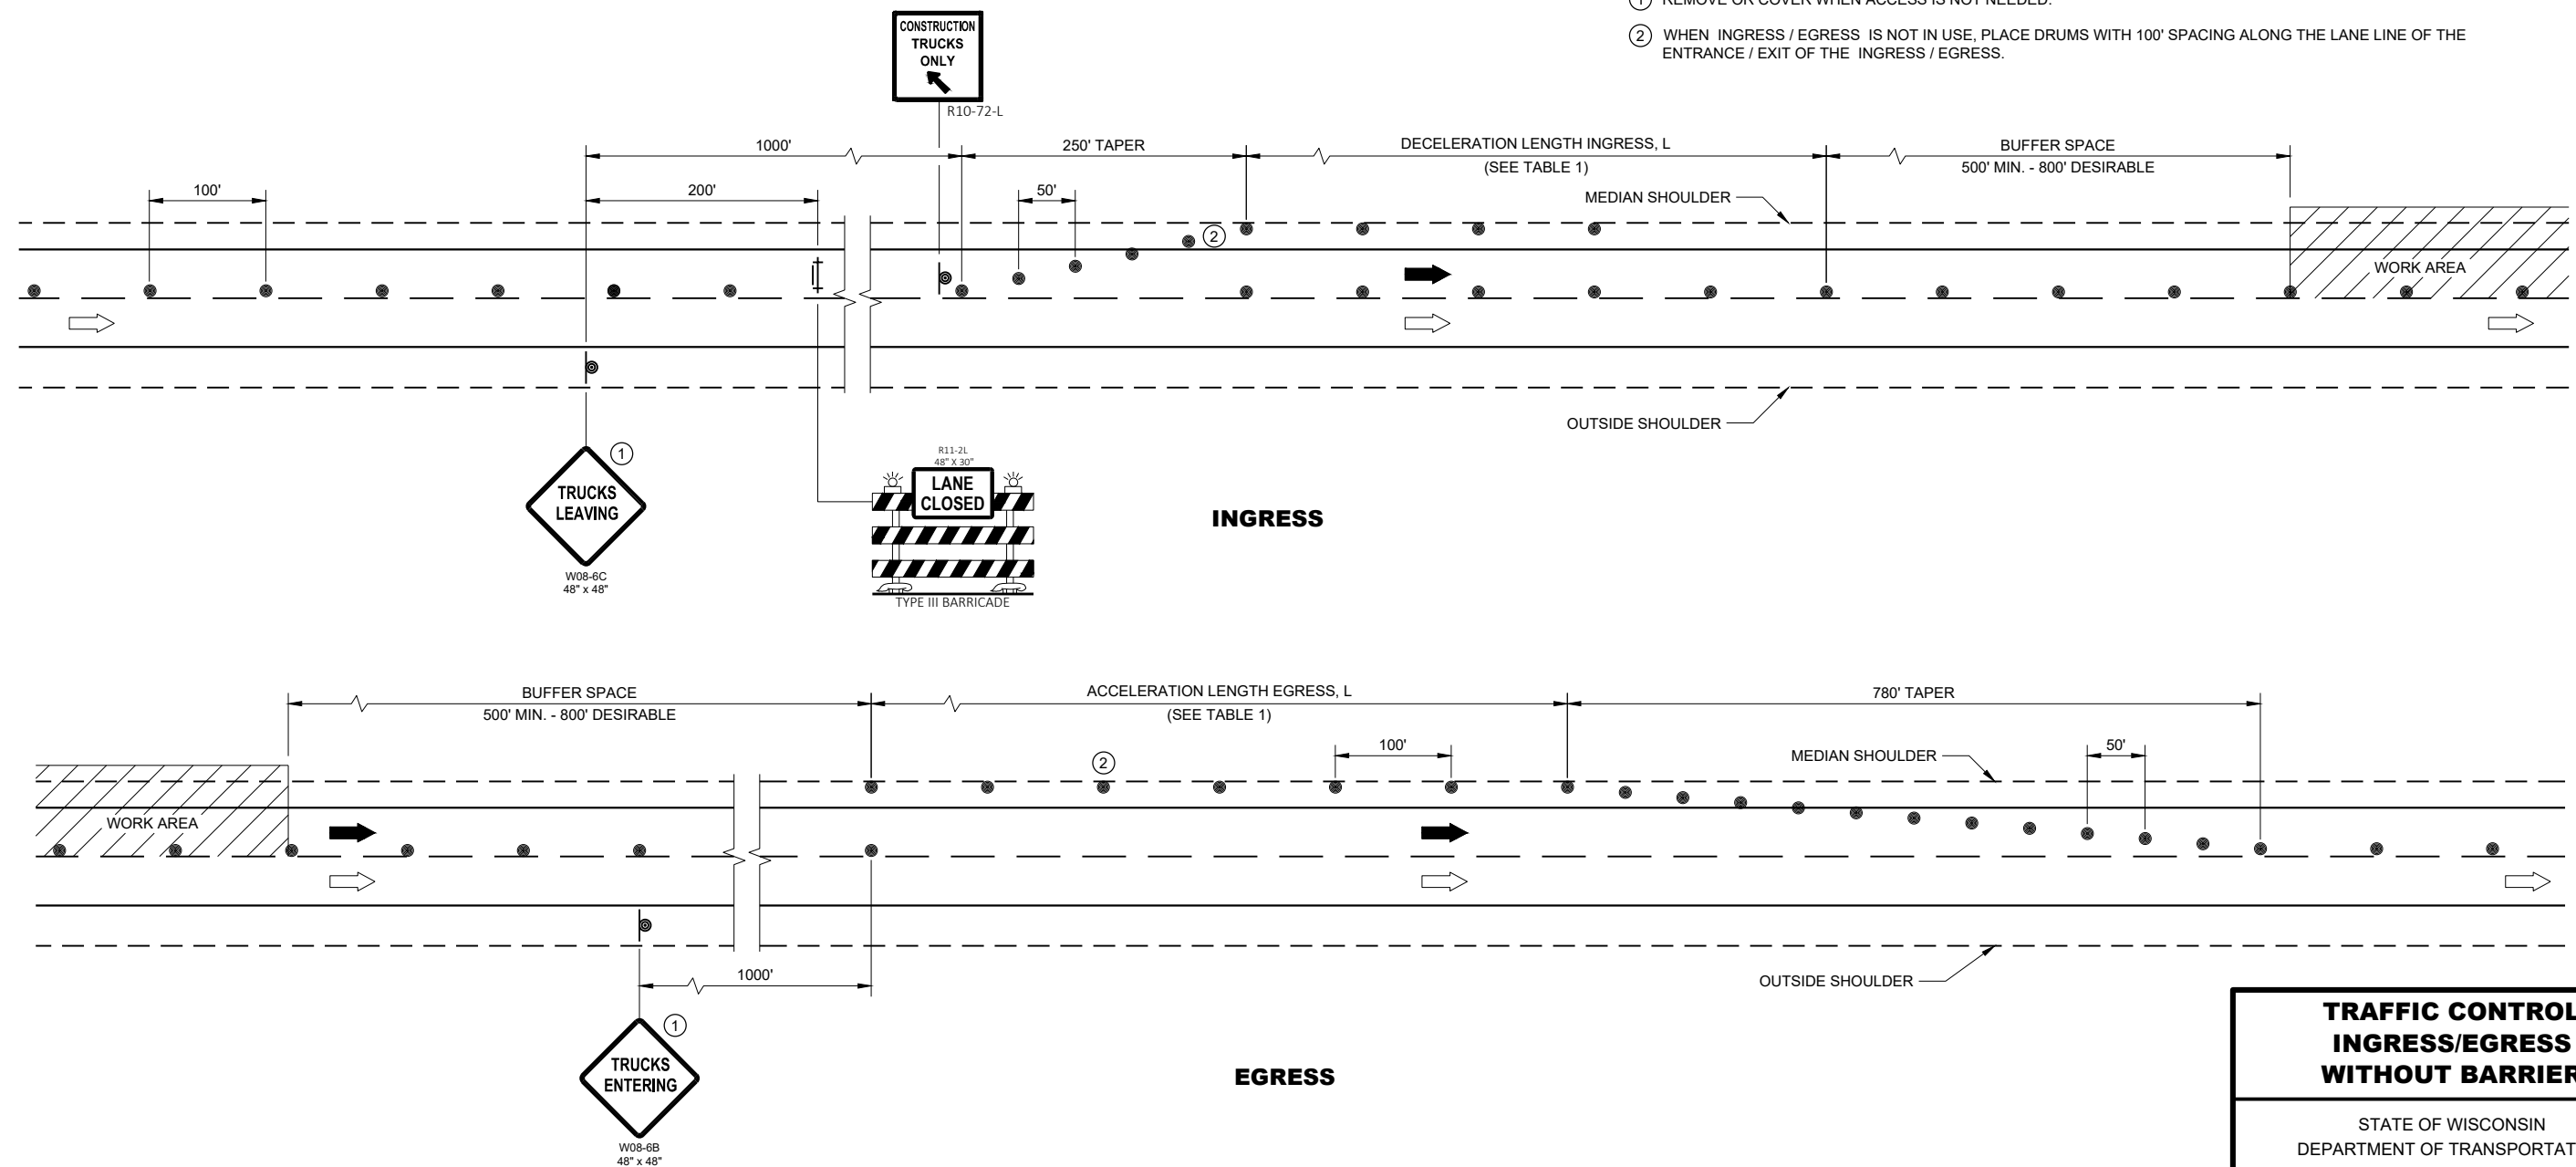 ① REMOVE OR COVER WHEN ACCESS IS NOT NEEDED.
② WHEN INGRESS / EGRESS IS NOT IN USE, PLACE DRUMS WITH 100' SPACING ALONG THE LANE LINE OF THE
ENTRANCE / EXIT OF THE INGRESS / EGRESS.
CONSTRUCTION
TRUCKS
ONLY
R10-72-L
1000'
250' TAPER
DECELERATION LENGTH INGRESS, L
(SEE TABLE 1)
BUFFER SPACE
500' MIN. - 800' DESIRABLE
100'
200'
50'
MEDIAN SHOULDER
②
WORK AREA
OUTSIDE SHOULDER
①
TRUCKS
LEAVING
W08-6C
48" x 48"
R11-2L
48" X 30"
LANE
CLOSED
TYPE III BARRICADE
INGRESS
BUFFER SPACE
500' MIN. - 800' DESIRABLE
ACCELERATION LENGTH EGRESS, L
(SEE TABLE 1)
780' TAPER
100'
50'
MEDIAN SHOULDER
②
WORK AREA
1000'
OUTSIDE SHOULDER
①
TRUCKS
ENTERING
W08-6B
48" x 48"
EGRESS
TRAFFIC CONTROL
INGRESS/EGRESS
WITHOUT BARRIER
STATE OF WISCONSIN
DEPARTMENT OF TRANSPORTAT